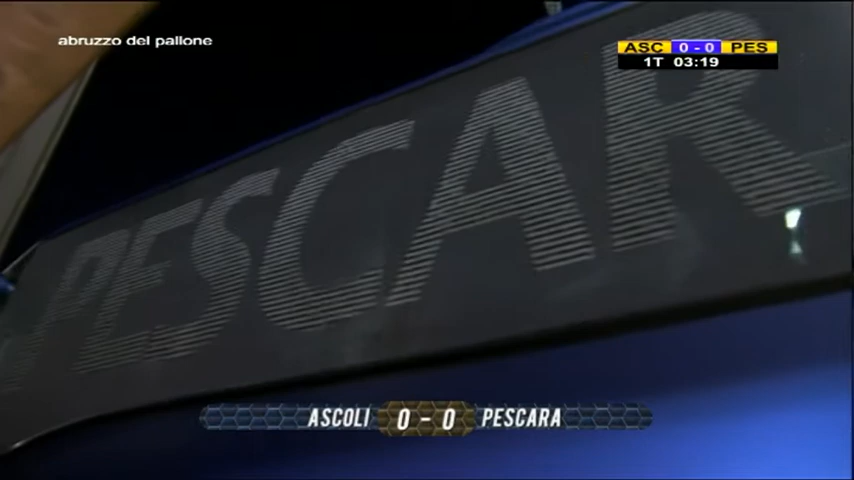 abruzzo del pallone
ASC 0 - 0 PES
1T 03:19
PESCAR
ASCOLI 0 - 0 PESCARA